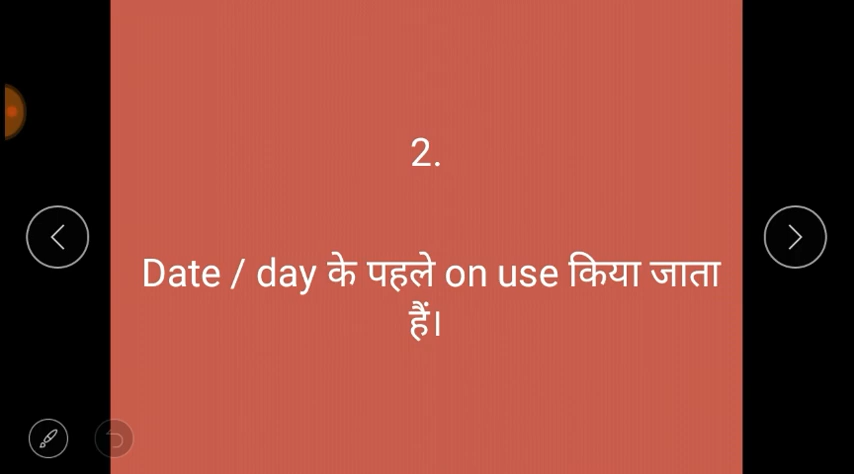 2.
Date / day के पहले on use किया जाता
हैं।